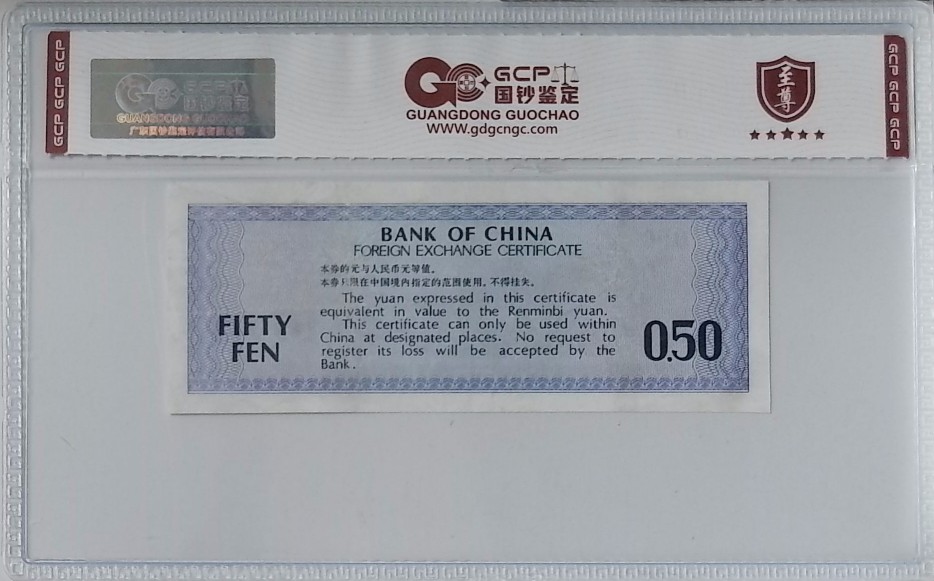 GCP GCP GCP
GUANGDONG GUOCHAO
GCP
国钞鉴定
GUANGDONG GUOCHAO
www.gdgcngc.com
至尊
GCP GCP GCP
BANK OF CHINA
FOREIGN EXCHANGE CERTIFICATE
本券的元与人民币元等值。
本券只限在中国境内指定的范围使用，不得挂失。
The yuan expressed in this certificate is
equivalent in value to the Renminbi yuan.
This certificate can only be used within
China at designated places. No request to
register its loss will be accepted by the
Bank.
FIFTY
FEN
0.50